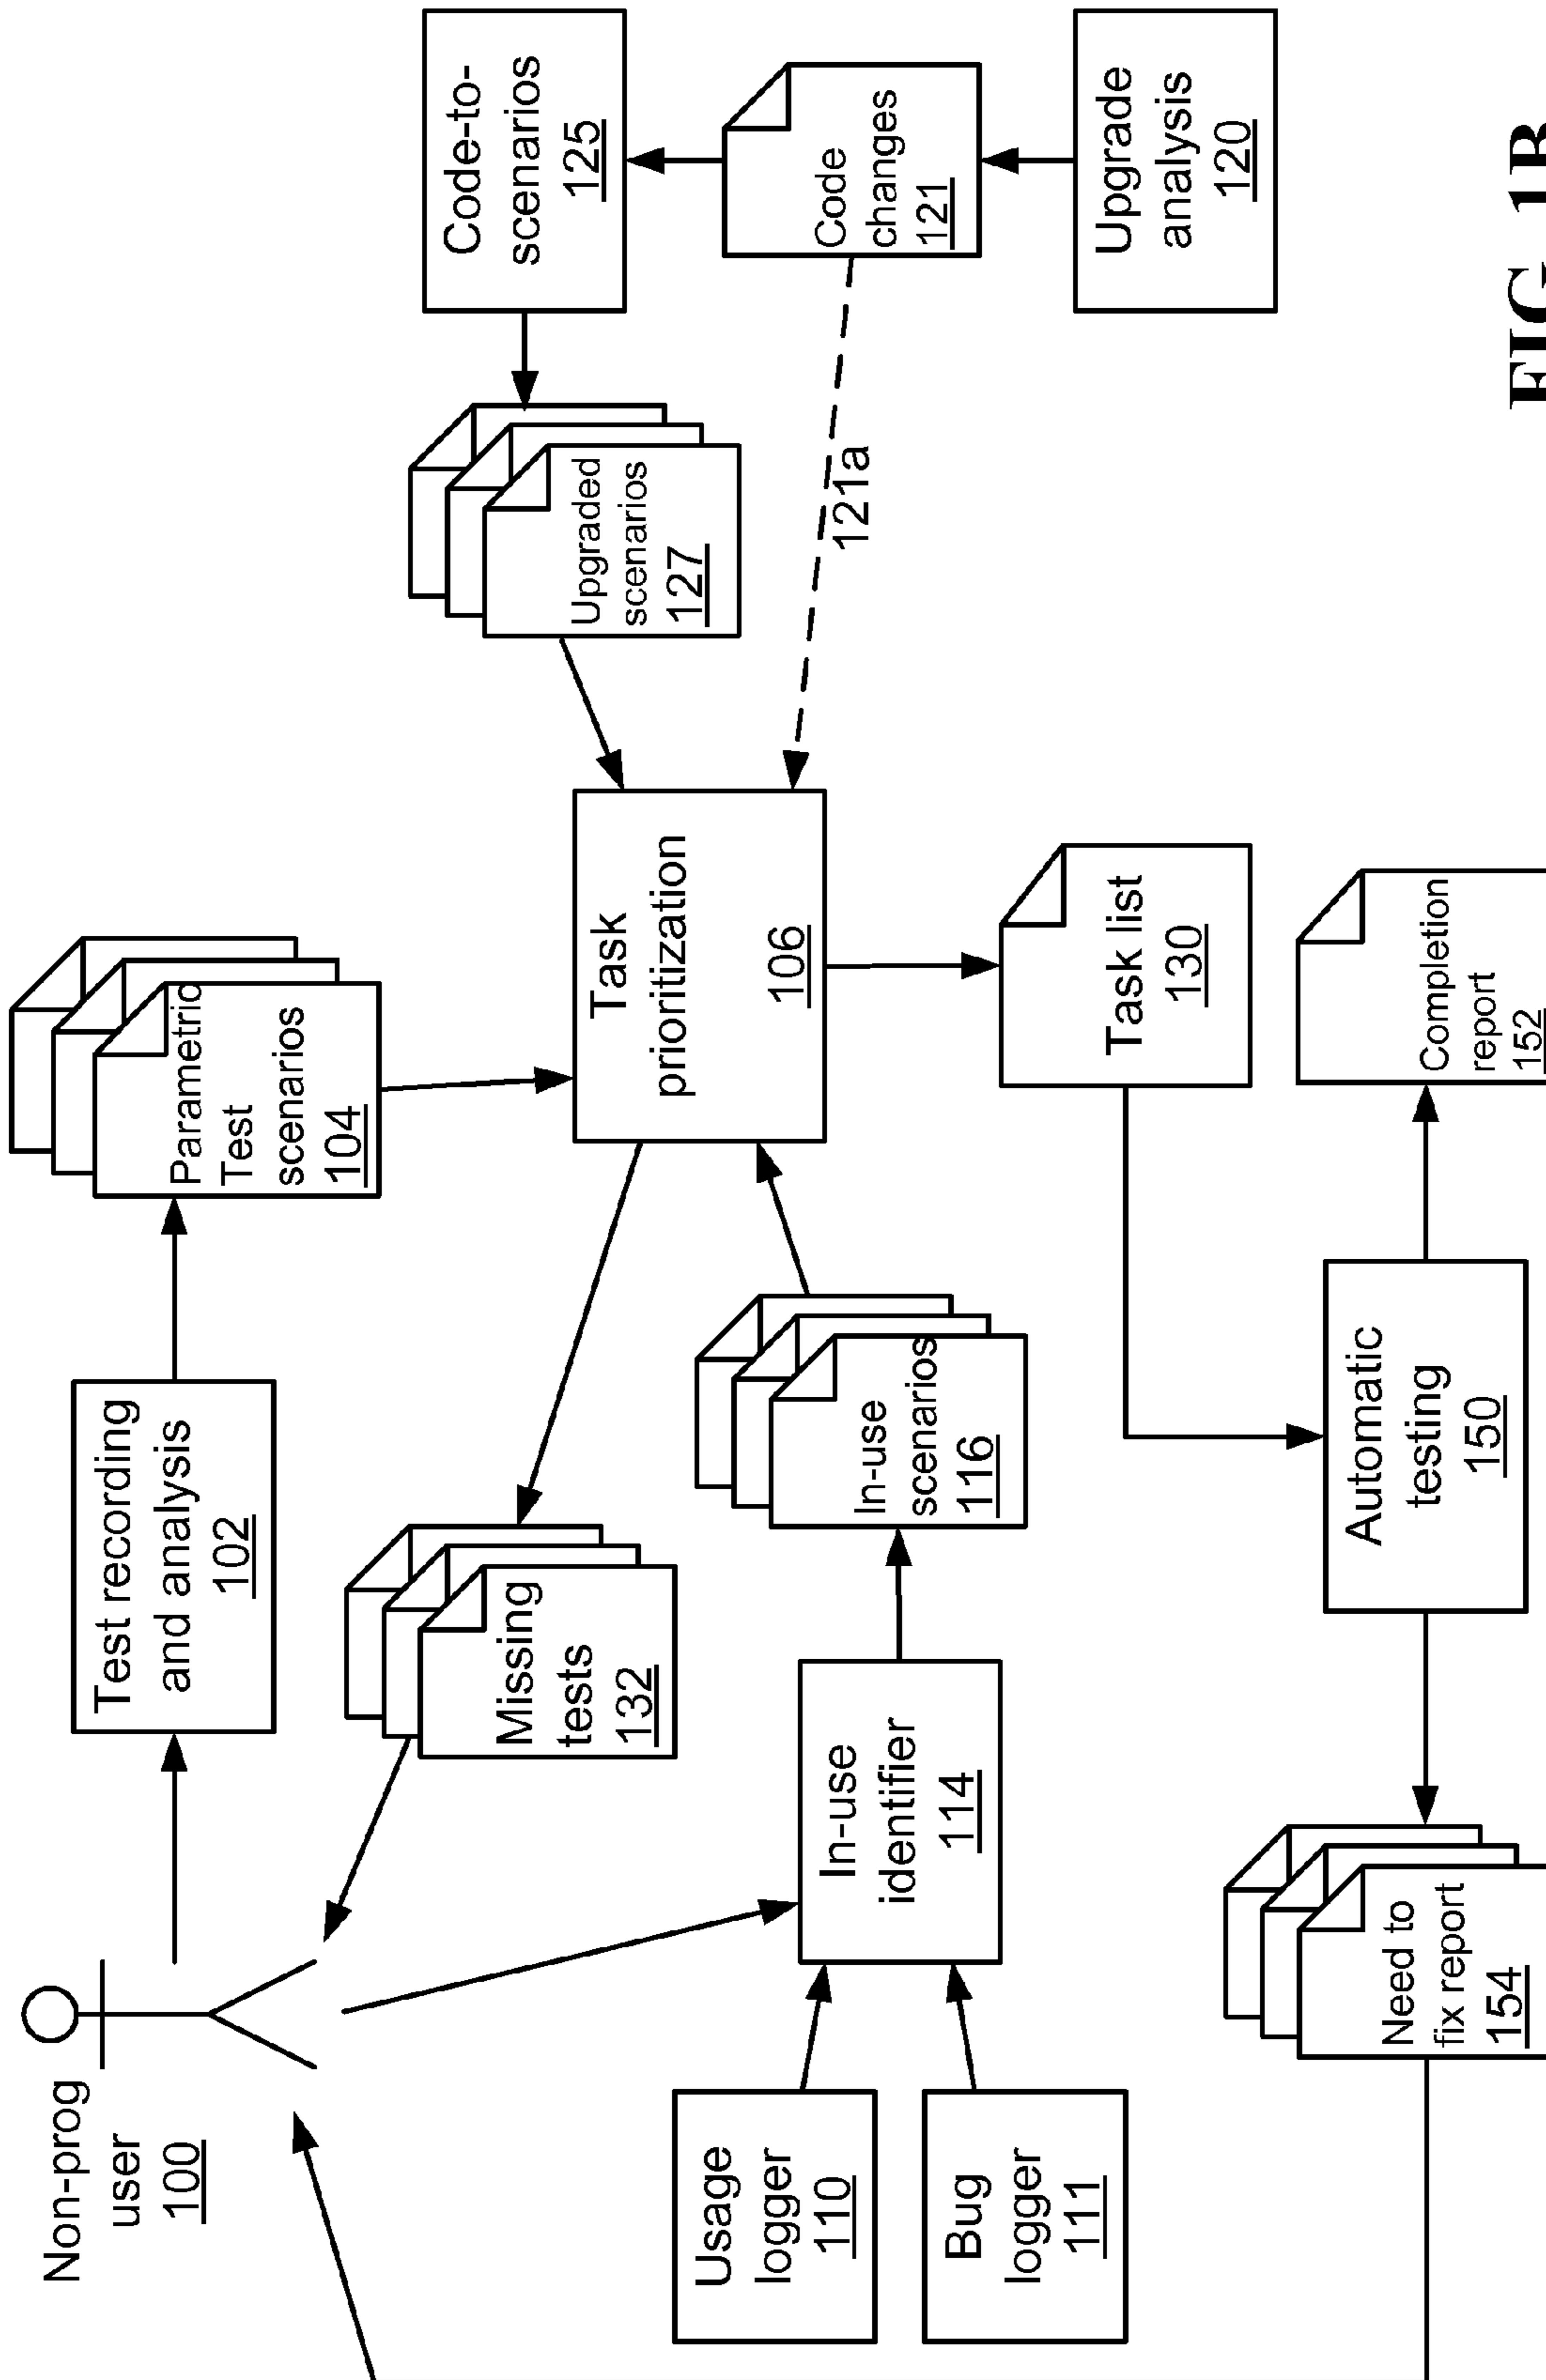 Non-prog
user
100
Test recording
and analysis
102
Parametric
Test
scenarios
104
Code-to-
scenarios
125
Missing
tests
132
Upgraded
scenarios
127
Task
prioritization
106
Code
changes
121
121a
Usage
logger
110
In-use
identifier
114
In-use
scenarios
116
Bug
logger
111
Task list
130
Upgrade
analysis
120
Need to
fix report
154
Automatic
testing
150
Completion
report
152
FIG. 1B